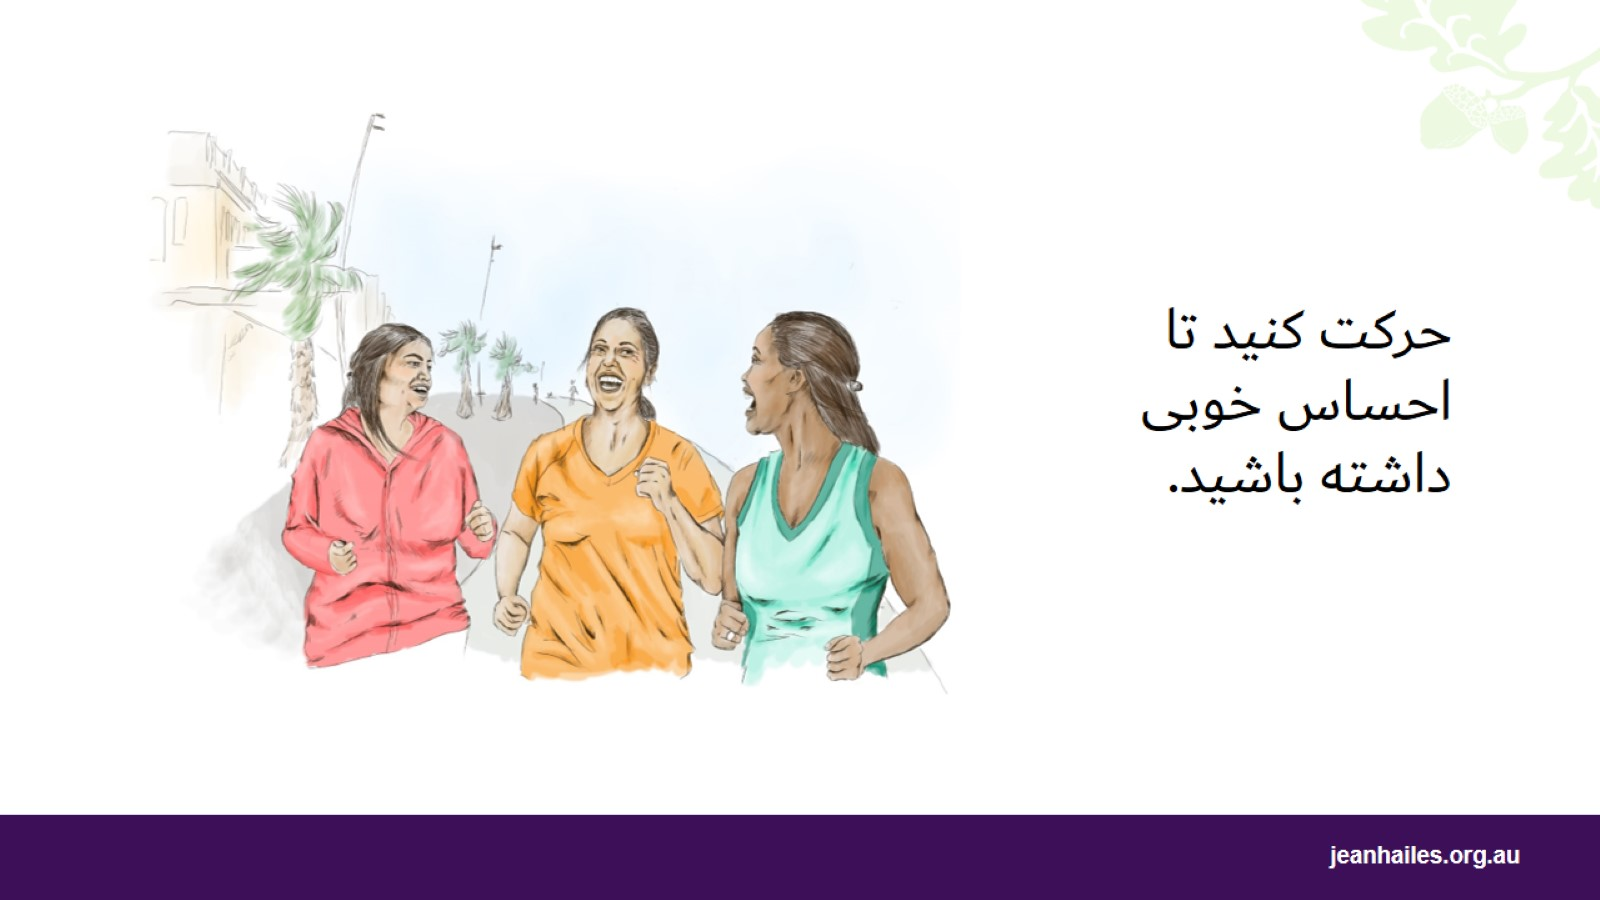 حرکت کنید تا
احساس خوبی
داشته باشید.
jeanhailes.org.au